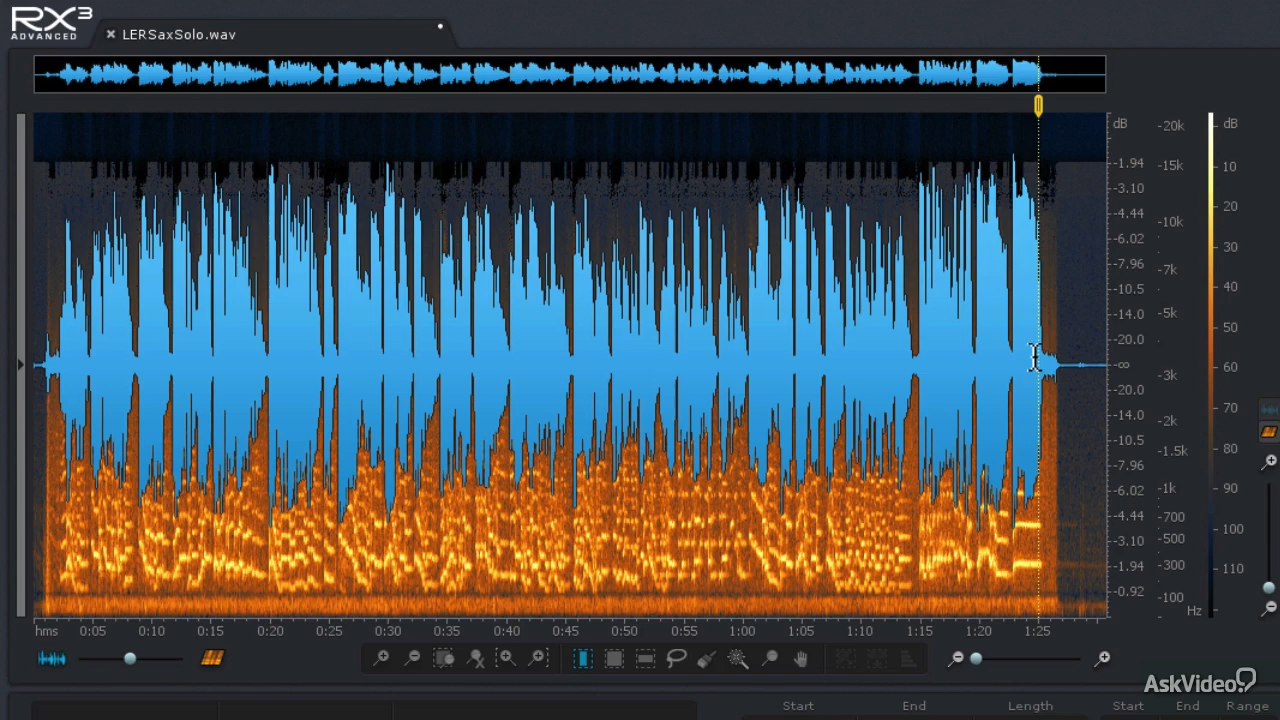 RX3
ADVANCED
LERSaxSolo.wav
dB
-1.94
-3.10
-4.44
-6.02
-7.96
-10.5
-14.0
-20.0
-∞
-20.0
-14.0
-10.5
-7.96
-6.02
-4.44
-3.10
-1.94
-0.92
-20k
-15k
-10k
-7k
-5k
-3k
-2k
-1.5k
-1k
-700
-500
-300
-100
Hz
dB
10
20
30
40
50
60
70
80
90
100
110
hms 0:05 0:10 0:15 0:20 0:25 0:30 0:35 0:40 0:45 0:50 0:55 1:00 1:05 1:10 1:15 1:20 1:25
AskVideo
Start End Length Start End Range